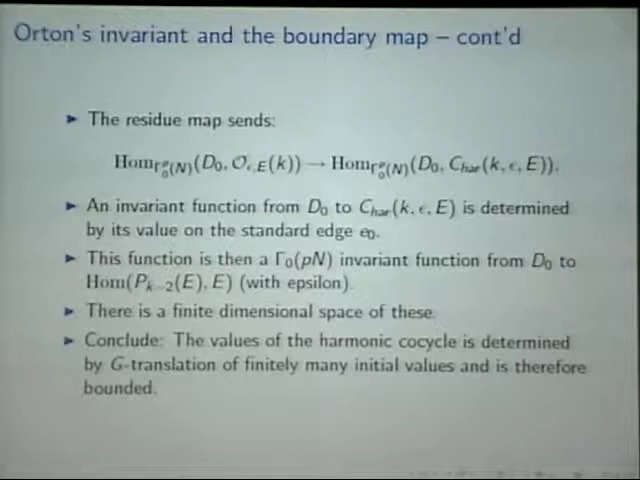 Orton's invariant and the boundary map – cont'd
► The residue map sends:
Hom_{Γ_0^p(N)}(D_0, O_{ε,E}(k)) → Hom_{Γ_0^p(N)}(D_0, C_{har}(k, ε, E)).
► An invariant function from D_0 to C_{har}(k, ε, E) is determined
by its value on the standard edge e_0.
► This function is then a Γ_0(pN) invariant function from D_0 to
Hom(P_{k−2}(E), E) (with epsilon).
► There is a finite dimensional space of these.
► Conclude: The values of the harmonic cocycle is determined
by G-translation of finitely many initial values and is therefore
bounded.